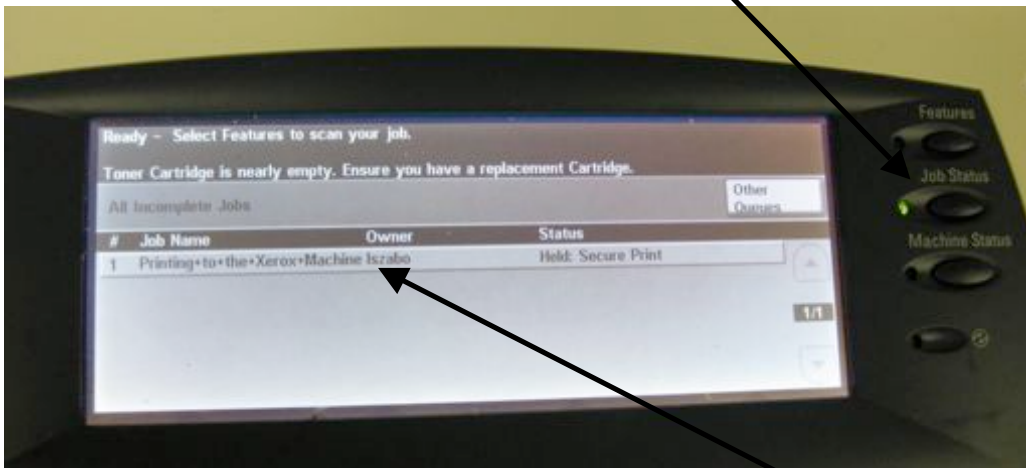 Ready - Select Features to scan your job.
Toner Cartridge is nearly empty. Ensure you have a replacement Cartridge.
All Incomplete Jobs
Other
Queues
# Job Name Owner Status
1 Printing+to+the+Xerox+Machine lszabo Held: Secure Print
1/1
Features
Job Status
Machine Status